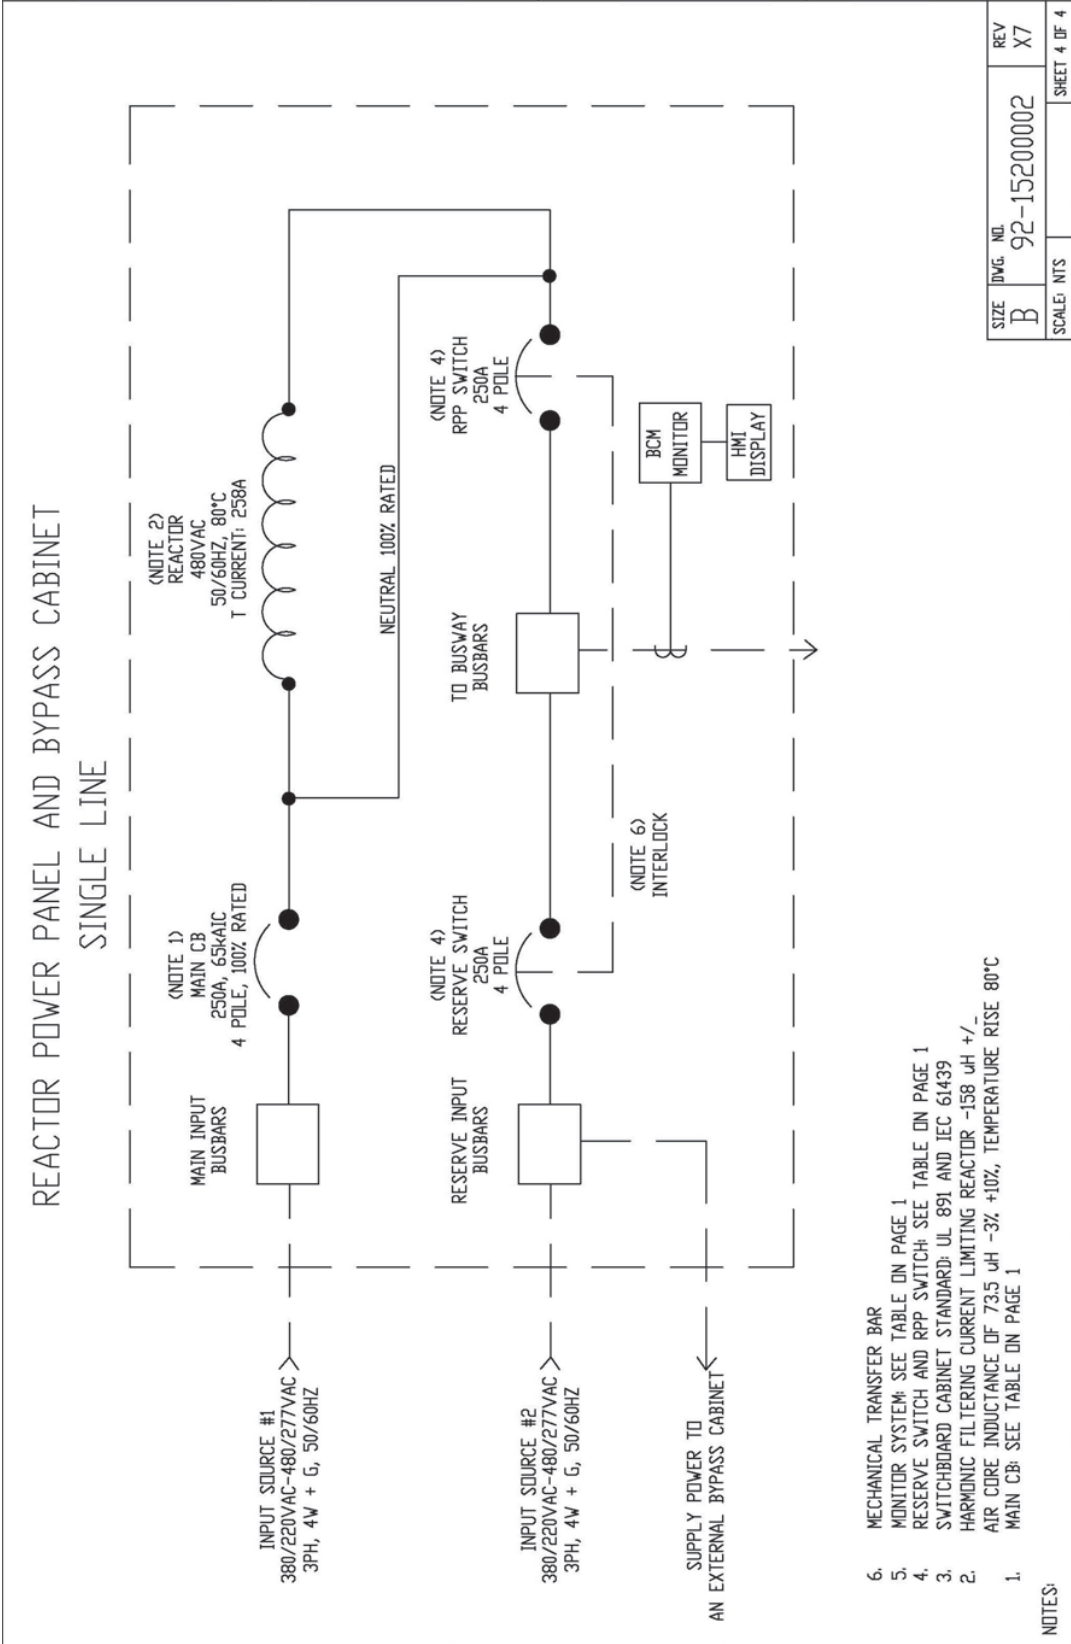 REACTOR POWER PANEL AND BYPASS CABINET
SINGLE LINE
INPUT SOURCE #1
380/220VAC-480/277VAC
3PH, 4W + G, 50/60HZ
MAIN INPUT
BUSBARS
(NOTE 1)
MAIN CB
250A, 65kAIC
4 POLE, 100% RATED
(NOTE 2)
REACTOR
480VAC
50/60HZ, 80°C
T CURRENT: 258A
NEUTRAL 100% RATED
INPUT SOURCE #2
380/220VAC-480/277VAC
3PH, 4W + G, 50/60HZ
RESERVE INPUT
BUSBARS
(NOTE 4)
RESERVE SWITCH
250A
4 POLE
TO BUSWAY
BUSBARS
(NOTE 4)
RPP SWITCH
250A
4 POLE
(NOTE 6)
INTERLOCK
BCM
MONITOR
HMI
DISPLAY
SUPPLY POWER TO
AN EXTERNAL BYPASS CABINET
6. MECHANICAL TRANSFER BAR
5. MONITOR SYSTEM: SEE TABLE ON PAGE 1
4. RESERVE SWITCH AND RPP SWITCH: SEE TABLE ON PAGE 1
3. SWITCHBOARD CABINET STANDARD: UL 891 AND IEC 61439
2. HARMONIC FILTERING CURRENT LIMITING REACTOR -158 uH +/_
AIR CORE INDUCTANCE OF 73.5 uH -3% +10%, TEMPERATURE RISE 80°C
1. MAIN CB: SEE TABLE ON PAGE 1
NOTES:
SIZE
B
DWG. NO.
92-15200002
REV
X7
SCALE: NTS
SHEET 4 OF 4